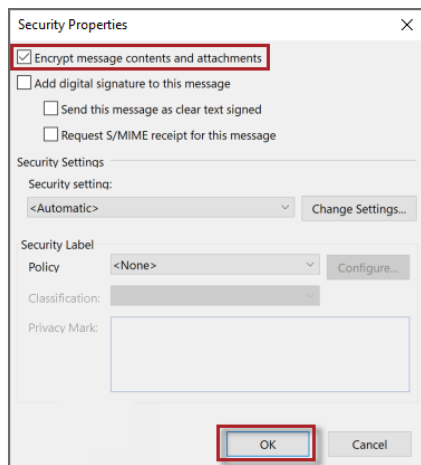 Security Properties
Encrypt message contents and attachments
Add digital signature to this message
Send this message as clear text signed
Request S/MIME receipt for this message
Security Settings
Security setting:
<Automatic>
Change Settings...
Security Label
Policy
<None>
Configure...
Classification:
Privacy Mark:
OK
Cancel